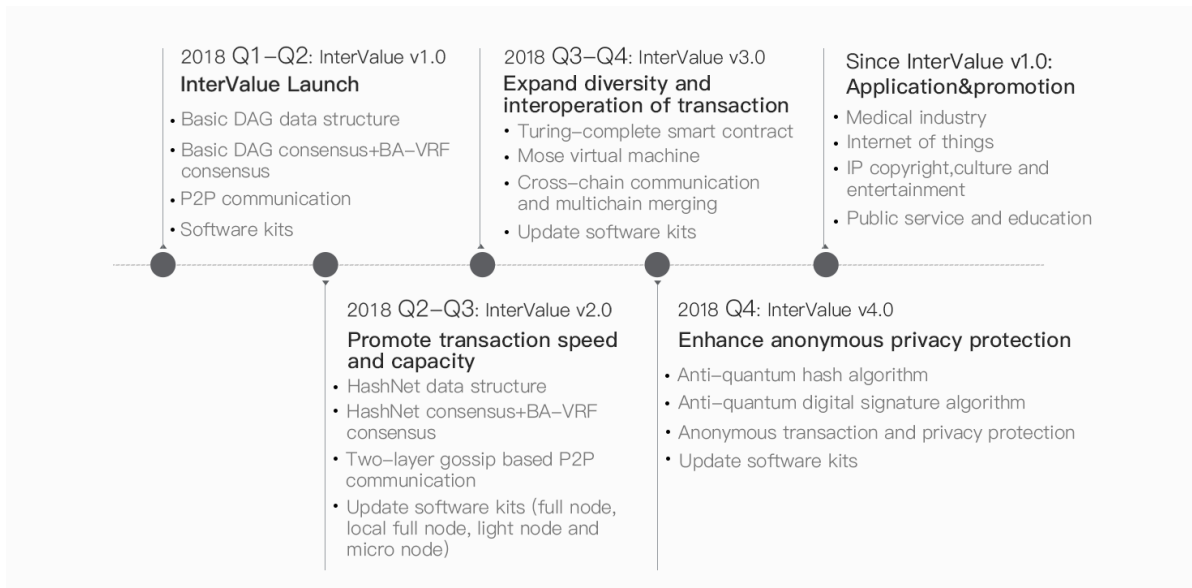 2018 Q1-Q2: InterValue v1.0
InterValue Launch
• Basic DAG data structure
• Basic DAG consensus+BA-VRF
consensus
• P2P communication
• Software kits
2018 Q3-Q4: InterValue v3.0
Expand diversity and
interoperation of transaction
• Turing-complete smart contract
• Mose virtual machine
• Cross-chain communication
and multichain merging
• Update software kits
Since InterValue v1.0:
Application&promotion
• Medical industry
• Internet of things
• IP copyright,culture and
entertainment
• Public service and education
2018 Q2-Q3: InterValue v2.0
Promote transaction speed
and capacity
• HashNet data structure
• HashNet consensus+BA-VRF
consensus
• Two-layer gossip based P2P
communication
• Update software kits (full node,
local full node, light node and
micro node)
2018 Q4: InterValue v4.0
Enhance anonymous privacy protection
• Anti-quantum hash algorithm
• Anti-quantum digital signature algorithm
• Anonymous transaction and privacy protection
• Update software kits